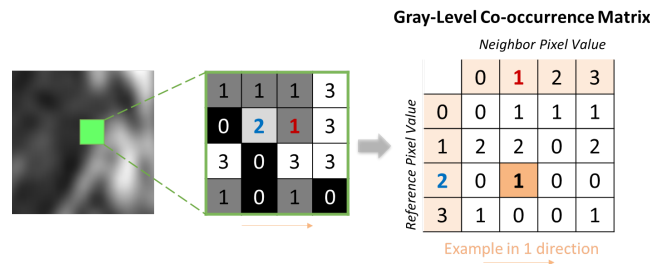 Gray-Level Co-occurrence Matrix
Neighbor Pixel Value
Reference Pixel Value
1 1 1 3
0 2 1 3
3 0 3 3
1 0 1 0
0 1 2 3
0 0 1 1 1
1 2 2 0 2
2 0 1 0 0
3 1 0 0 1
Example in 1 direction